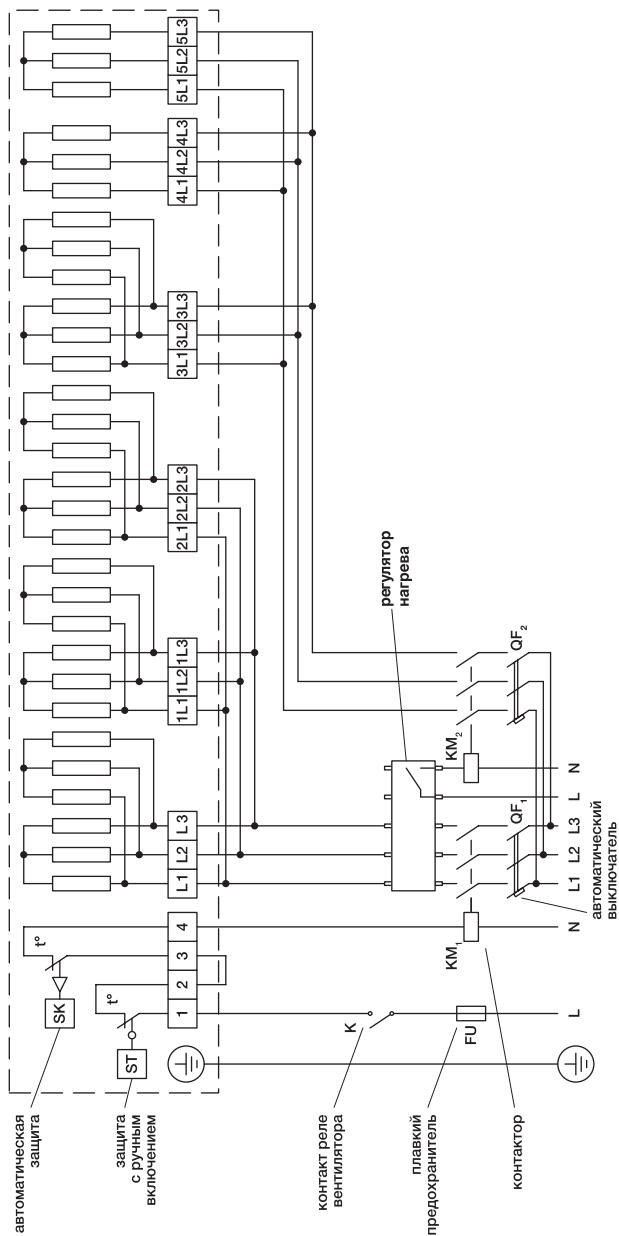 автоматическая
защита
защита
с ручным
включением
SK
ST
t°
t°
1
2
3
4
L1
L2
L3
1L1
1L2
1L3
2L1
2L2
2L3
3L1
3L2
3L3
4L1
4L2
4L3
5L1
5L2
5L3
контакт реле
вентилятора
K
плавкий
предохранитель
FU
контактор
KM1
KM2
регулятор
нагрева
QF1
QF2
автоматический
выключатель
L
N
L1
L2
L3
L
N